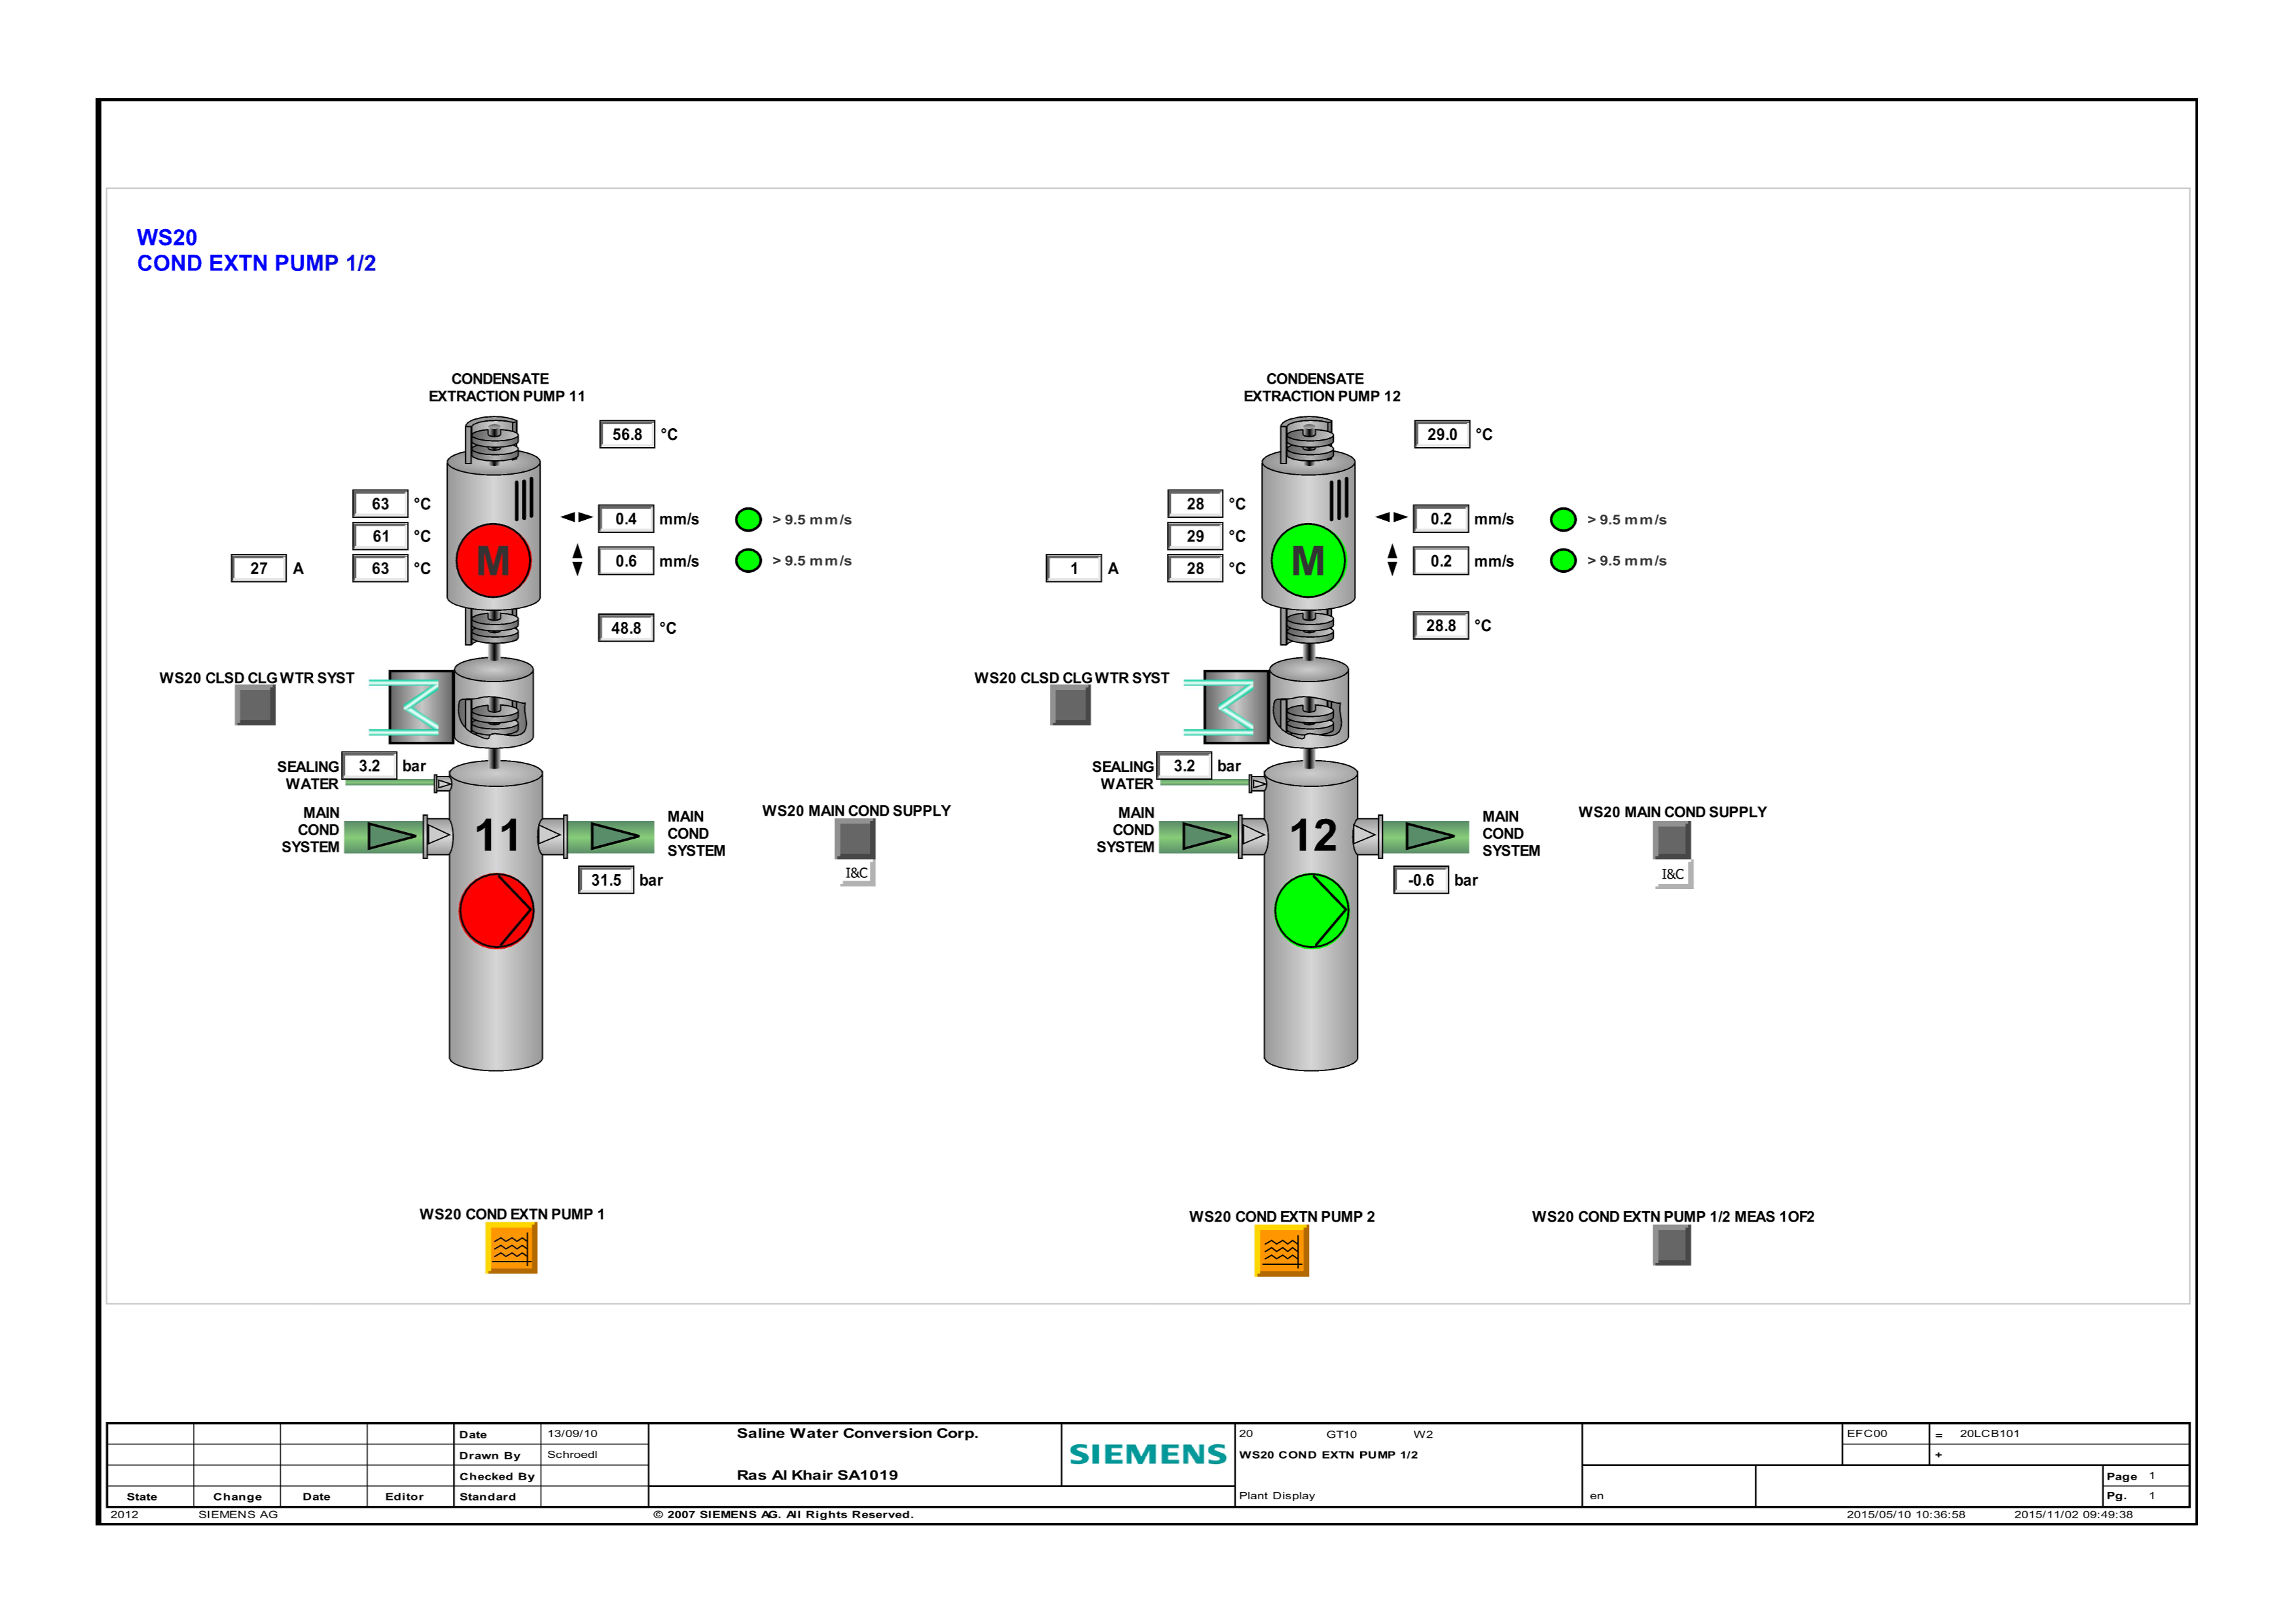 WS20
COND EXTN PUMP 1/2
CONDENSATE
EXTRACTION PUMP 11
56.8 °C
63 °C
61 °C
63 °C
27 A
0.4 mm/s > 9.5 mm/s
0.6 mm/s > 9.5 mm/s
M
48.8 °C
WS20 CLSD CLG WTR SYST
SEALING
WATER
3.2 bar
MAIN
COND
SYSTEM
11
MAIN
COND
SYSTEM
31.5 bar
WS20 MAIN COND SUPPLY
I&C
WS20 COND EXTN PUMP 1
CONDENSATE
EXTRACTION PUMP 12
29.0 °C
28 °C
29 °C
28 °C
1 A
0.2 mm/s > 9.5 mm/s
0.2 mm/s > 9.5 mm/s
M
28.8 °C
WS20 CLSD CLG WTR SYST
SEALING
WATER
3.2 bar
MAIN
COND
SYSTEM
12
MAIN
COND
SYSTEM
-0.6 bar
WS20 MAIN COND SUPPLY
I&C
WS20 COND EXTN PUMP 2
WS20 COND EXTN PUMP 1/2 MEAS 1OF2
Date 13/09/10
Drawn By Schroedl
Checked By
State Change Date Editor Standard
Saline Water Conversion Corp.
Ras Al Khair SA1019
SIEMENS
20 GT10 W2
WS20 COND EXTN PUMP 1/2
Plant Display
en
EFC00 = 20LCB101
+
Page 1
Pg. 1
2012 SIEMENS AG
© 2007 SIEMENS AG. All Rights Reserved.
2015/05/10 10:36:58 2015/11/02 09:49:38